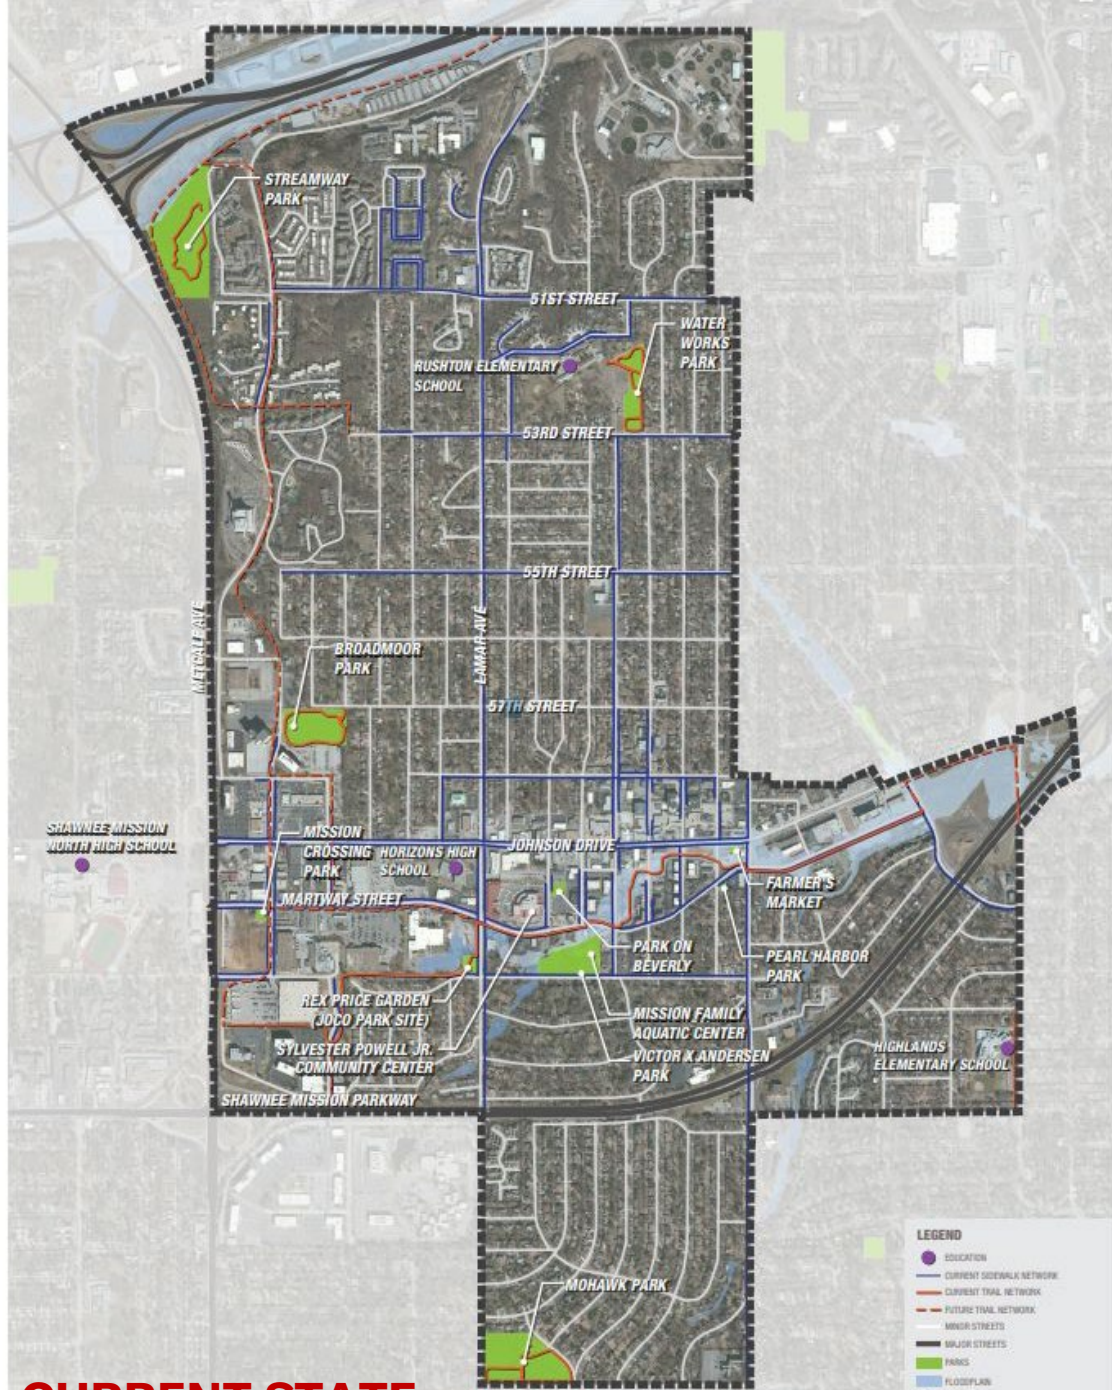 STREAMWAY
PARK
51ST STREET
WATER
WORKS
PARK
RUSHTON ELEMENTARY
SCHOOL
53RD STREET
55TH STREET
METCALF AVE
LAMAR AVE
BROADMOOR
PARK
57TH STREET
SHAWNEE MISSION
NORTH HIGH SCHOOL
MISSION
CROSSING
PARK
HORIZONS HIGH
SCHOOL
JOHNSON DRIVE
MARTWAY STREET
FARMER'S
MARKET
PARK ON
BEVERLY
PEARL HARBOR
PARK
REX PRICE GARDEN
(JOCO PARK SITE)
MISSION FAMILY
AQUATIC CENTER
SYLVESTER POWELL JR.
COMMUNITY CENTER
VICTOR X ANDERSEN
PARK
HIGHLANDS
ELEMENTARY SCHOOL
SHAWNEE MISSION PARKWAY
MOHAWK PARK
LEGEND
EDUCATION
CURRENT SIDEWALK NETWORK
CURRENT TRAIL NETWORK
FUTURE TRAIL NETWORK
MINOR STREETS
MAJOR STREETS
PARKS
FLOODPLAIN
CURRENT STATE